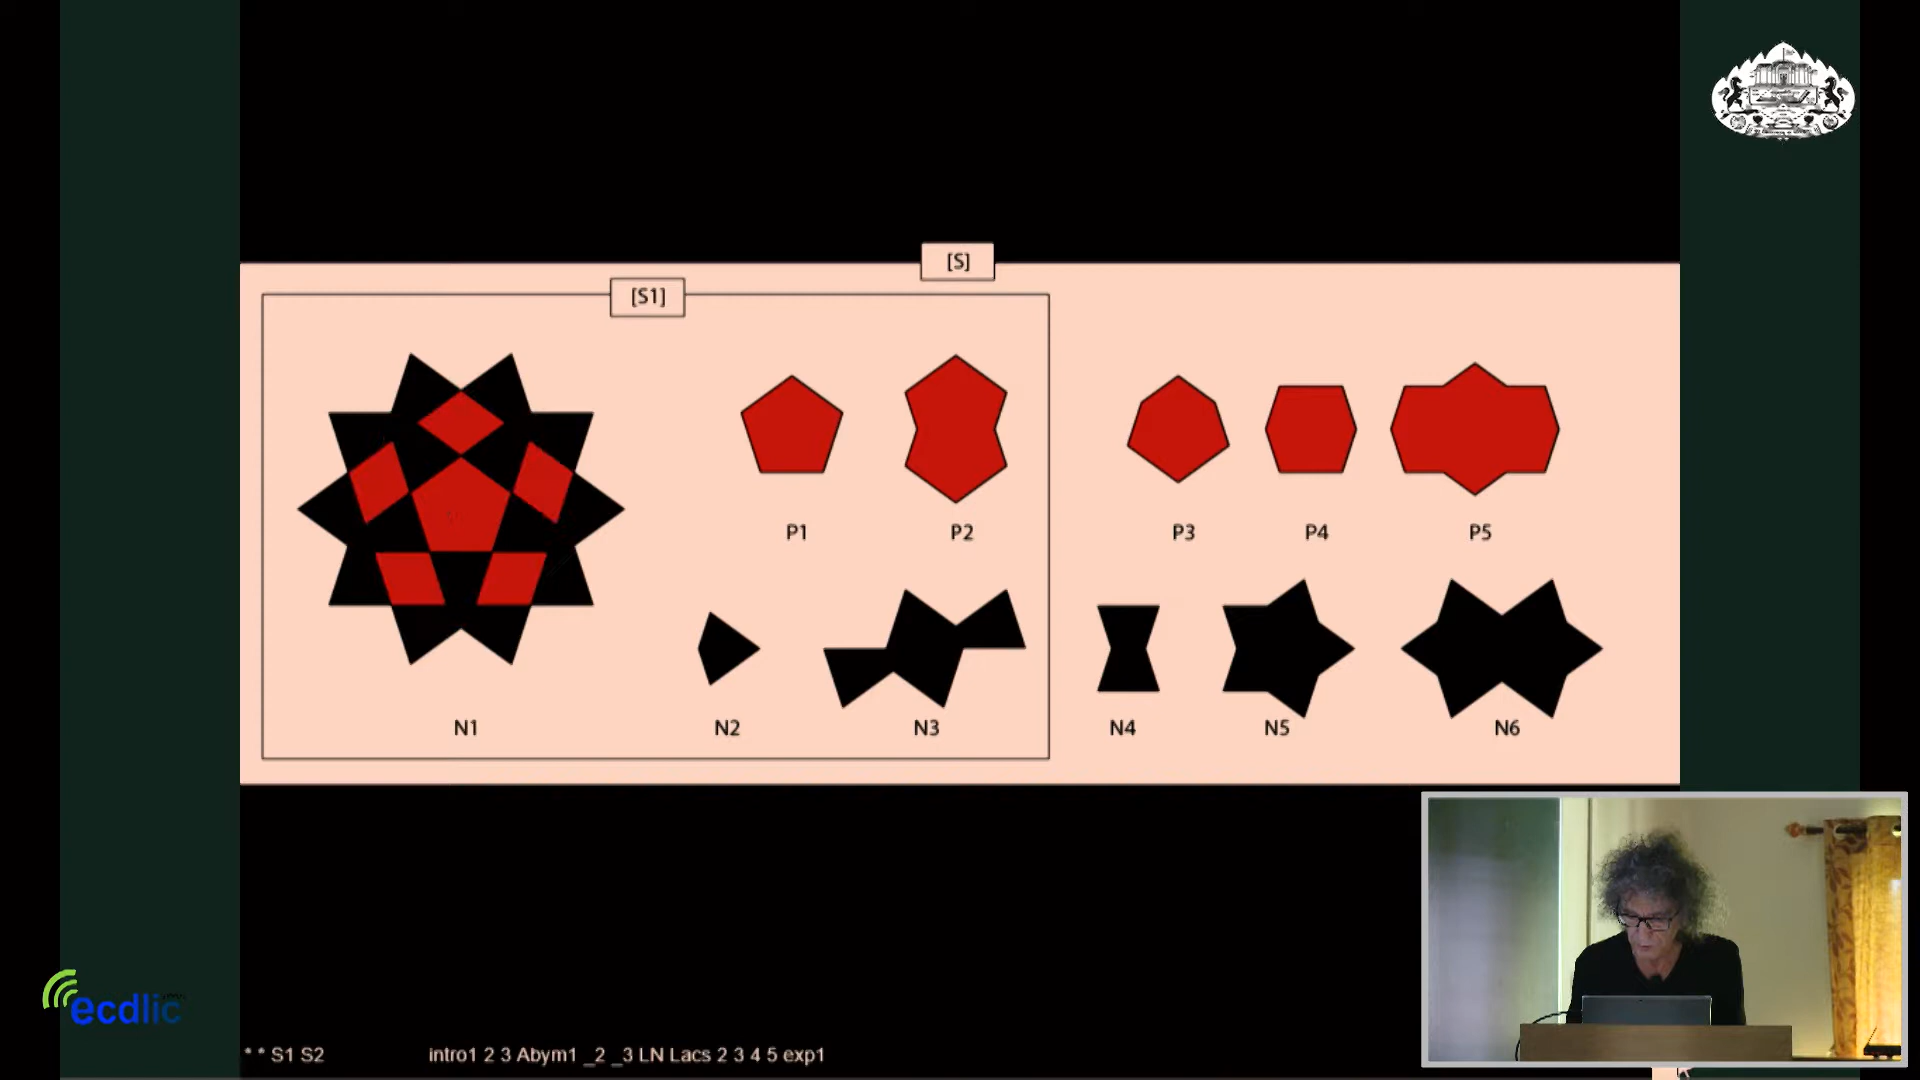 [S]
[S1]
P1 P2 P3 P4 P5
N1 N2 N3 N4 N5 N6
ecdlic
* * S1 S2 intro1 2 3 Abym1 _2 _3 LN Lacs 2 3 4 5 exp1